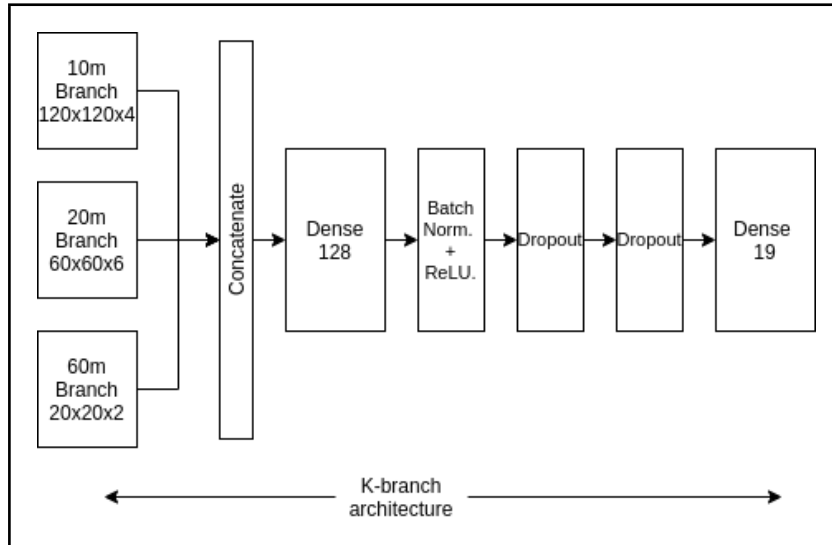 10m
Branch
120x120x4
20m
Branch
60x60x6
60m
Branch
20x20x2
Concatenate
Dense
128
Batch
Norm.
+
ReLU.
Dropout
Dropout
Dense
19
K-branch
architecture